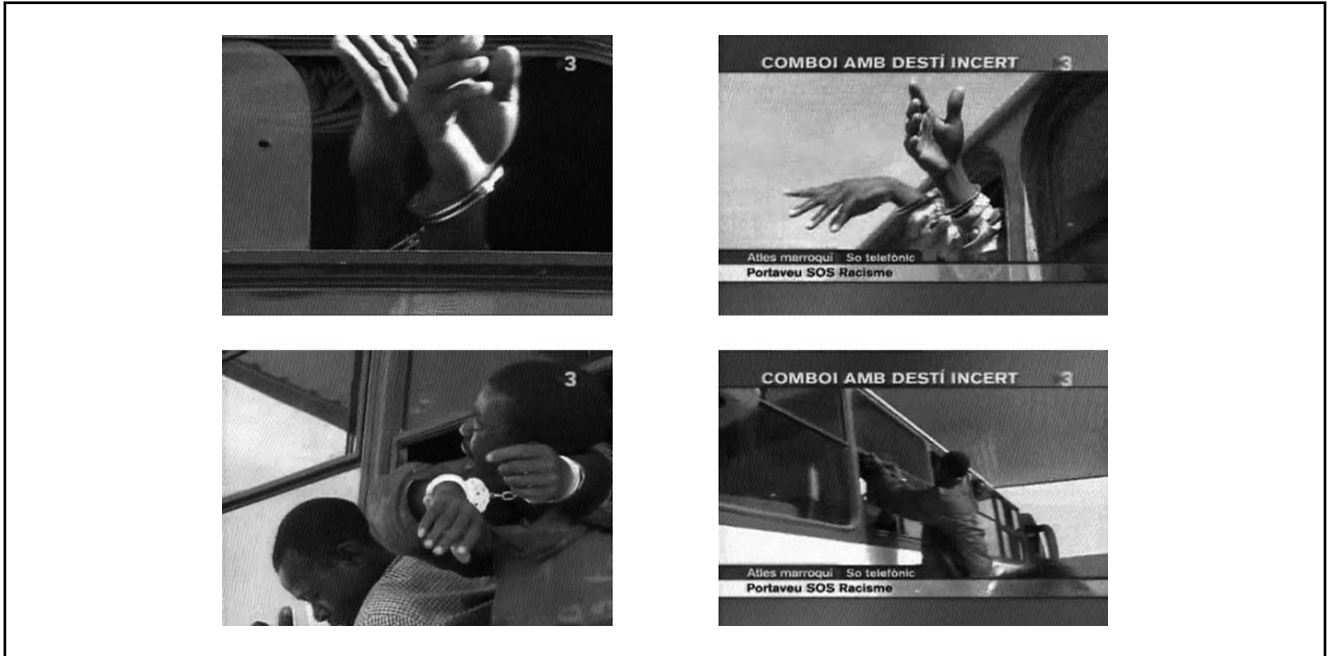 3
COMBOI AMB DESTÍ INCERT 3
Atles marroquí So telefònic
Portaveu SOS Racisme
3
COMBOI AMB DESTÍ INCERT 3
Atles marroquí So telefònic
Portaveu SOS Racisme